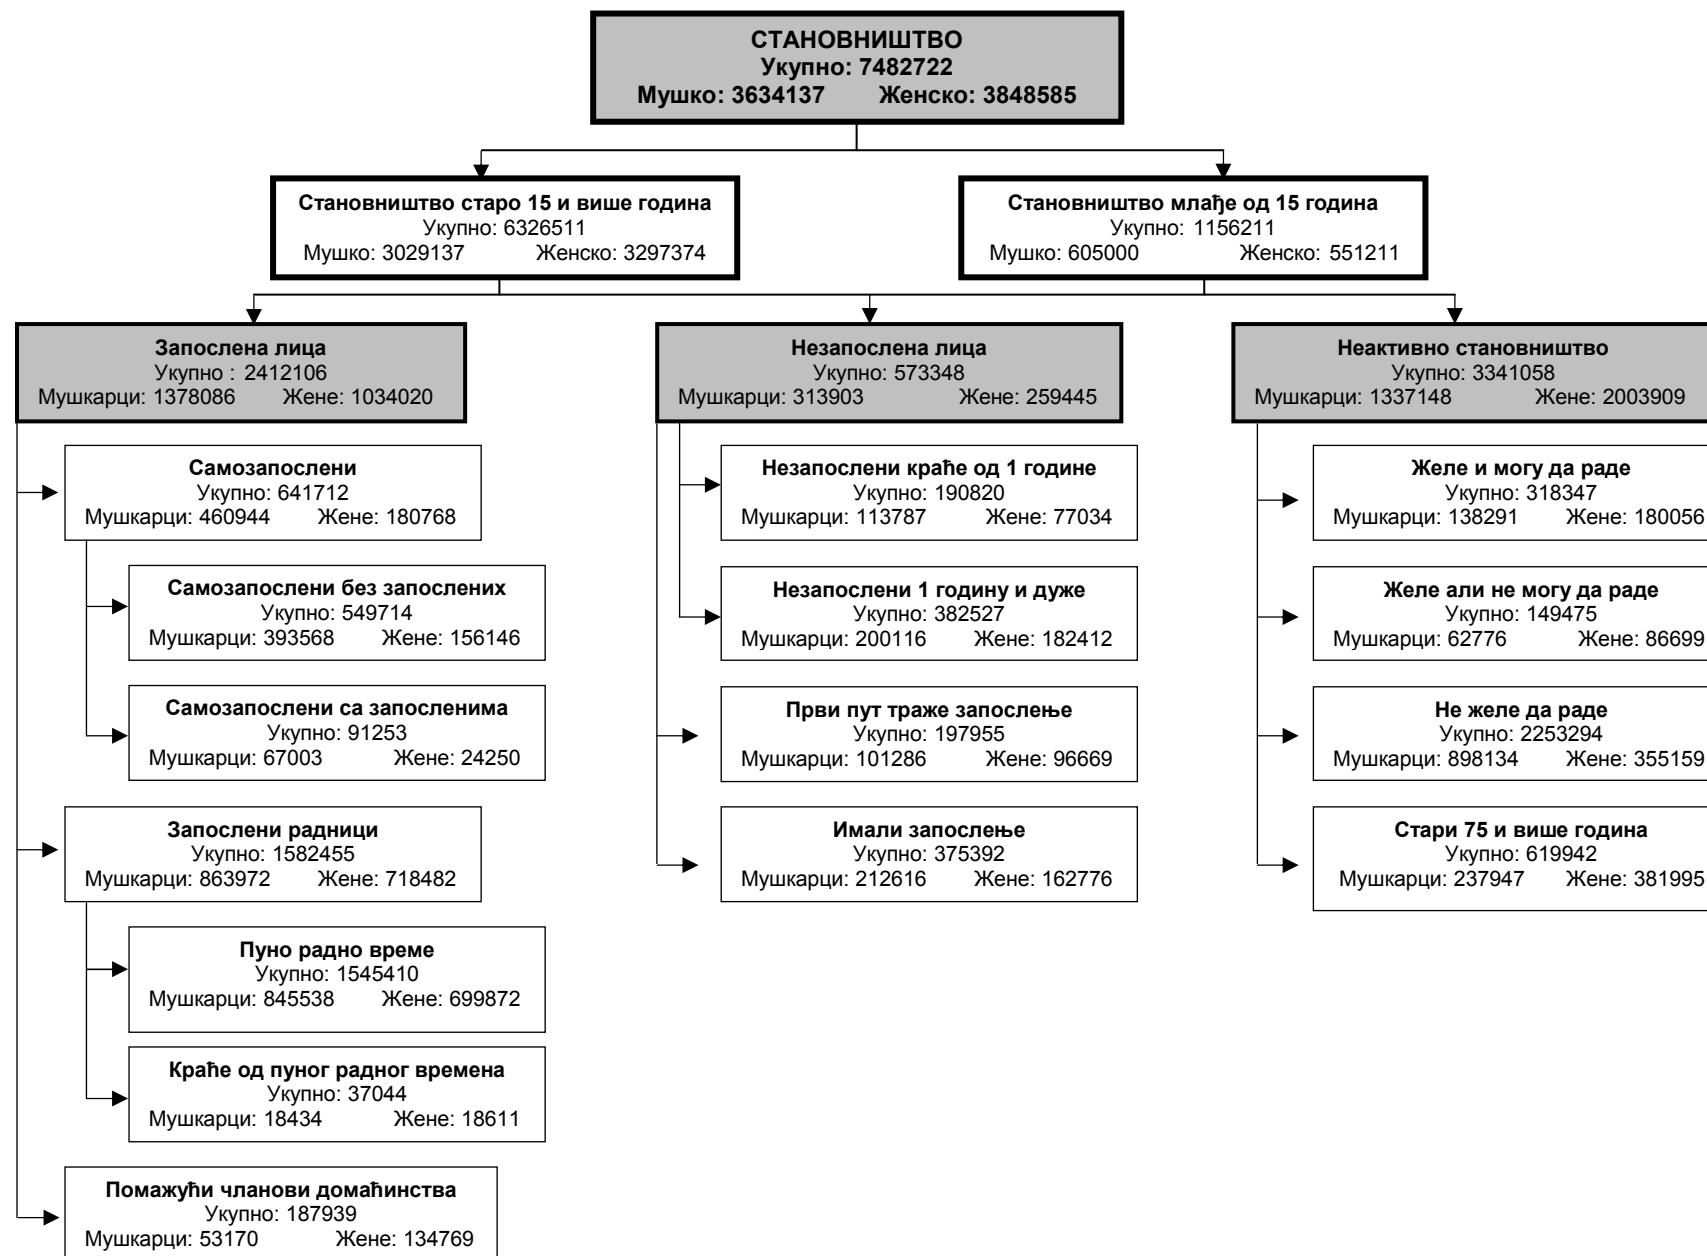 СТАНОВНИШТВО
Укупно: 7482722
Мушко: 3634137 Женско: 3848585
Становништво старо 15 и више година
Укупно: 6326511
Мушко: 3029137 Женско: 3297374
Становништво млађе од 15 година
Укупно: 1156211
Мушко: 605000 Женско: 551211
Запослена лица
Укупно : 2412106
Мушкарци: 1378086 Жене: 1034020
Самозапослени
Укупно: 641712
Мушкарци: 460944 Жене: 180768
Самозапослени без запослених
Укупно: 549714
Мушкарци: 393568 Жене: 156146
Самозапослени са запосленима
Укупно: 91253
Мушкарци: 67003 Жене: 24250
Запослени радници
Укупно: 1582455
Мушкарци: 863972 Жене: 718482
Пуно радно време
Укупно: 1545410
Мушкарци: 845538 Жене: 699872
Краће од пуног радног времена
Укупно: 37044
Мушкарци: 18434 Жене: 18611
Помажући чланови домаћинства
Укупно: 187939
Мушкарци: 53170 Жене: 134769
Незапослена лица
Укупно: 573348
Мушкарци: 313903 Жене: 259445
Незапослени краће од 1 године
Укупно: 190820
Мушкарци: 113787 Жене: 77034
Незапослени 1 годину и дуже
Укупно: 382527
Мушкарци: 200116 Жене: 182412
Први пут траже запослење
Укупно: 197955
Мушкарци: 101286 Жене: 96669
Имали запослење
Укупно: 375392
Мушкарци: 212616 Жене: 162776
Неактивно становништво
Укупно: 3341058
Мушкарци: 1337148 Жене: 2003909
Желе и могу да раде
Укупно: 318347
Мушкарци: 138291 Жене: 180056
Желе али не могу да раде
Укупно: 149475
Мушкарци: 62776 Жене: 86699
Не желе да раде
Укупно: 2253294
Мушкарци: 898134 Жене: 355159
Стари 75 и више година
Укупно: 619942
Мушкарци: 237947 Жене: 381995